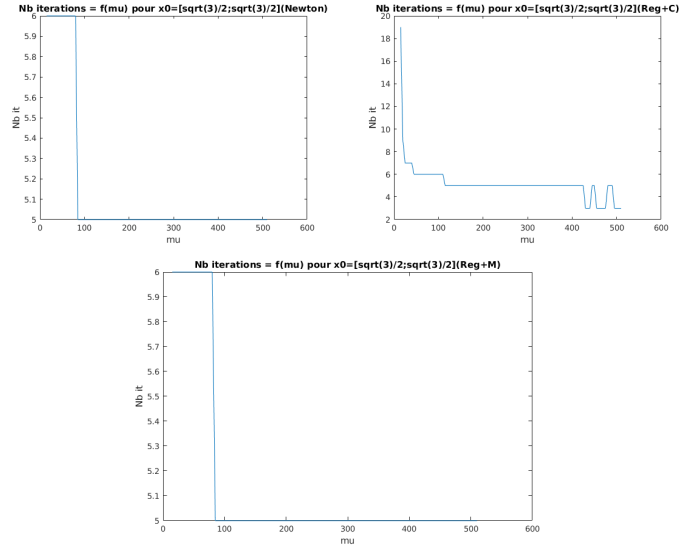 Nb iterations = f(mu) pour x0=[sqrt(3)/2;sqrt(3)/2](Newton)
6
5.9
5.8
5.7
5.6
5.5
5.4
5.3
5.2
5.1
5
Nb it
0 100 200 300 400 500 600
mu
Nb iterations = f(mu) pour x0=[sqrt(3)/2;sqrt(3)/2](Reg+C)
20
18
16
14
12
10
8
6
4
2
Nb it
0 100 200 300 400 500 600
mu
Nb iterations = f(mu) pour x0=[sqrt(3)/2;sqrt(3)/2](Reg+M)
6
5.9
5.8
5.7
5.6
5.5
5.4
5.3
5.2
5.1
5
Nb it
0 100 200 300 400 500 600
mu